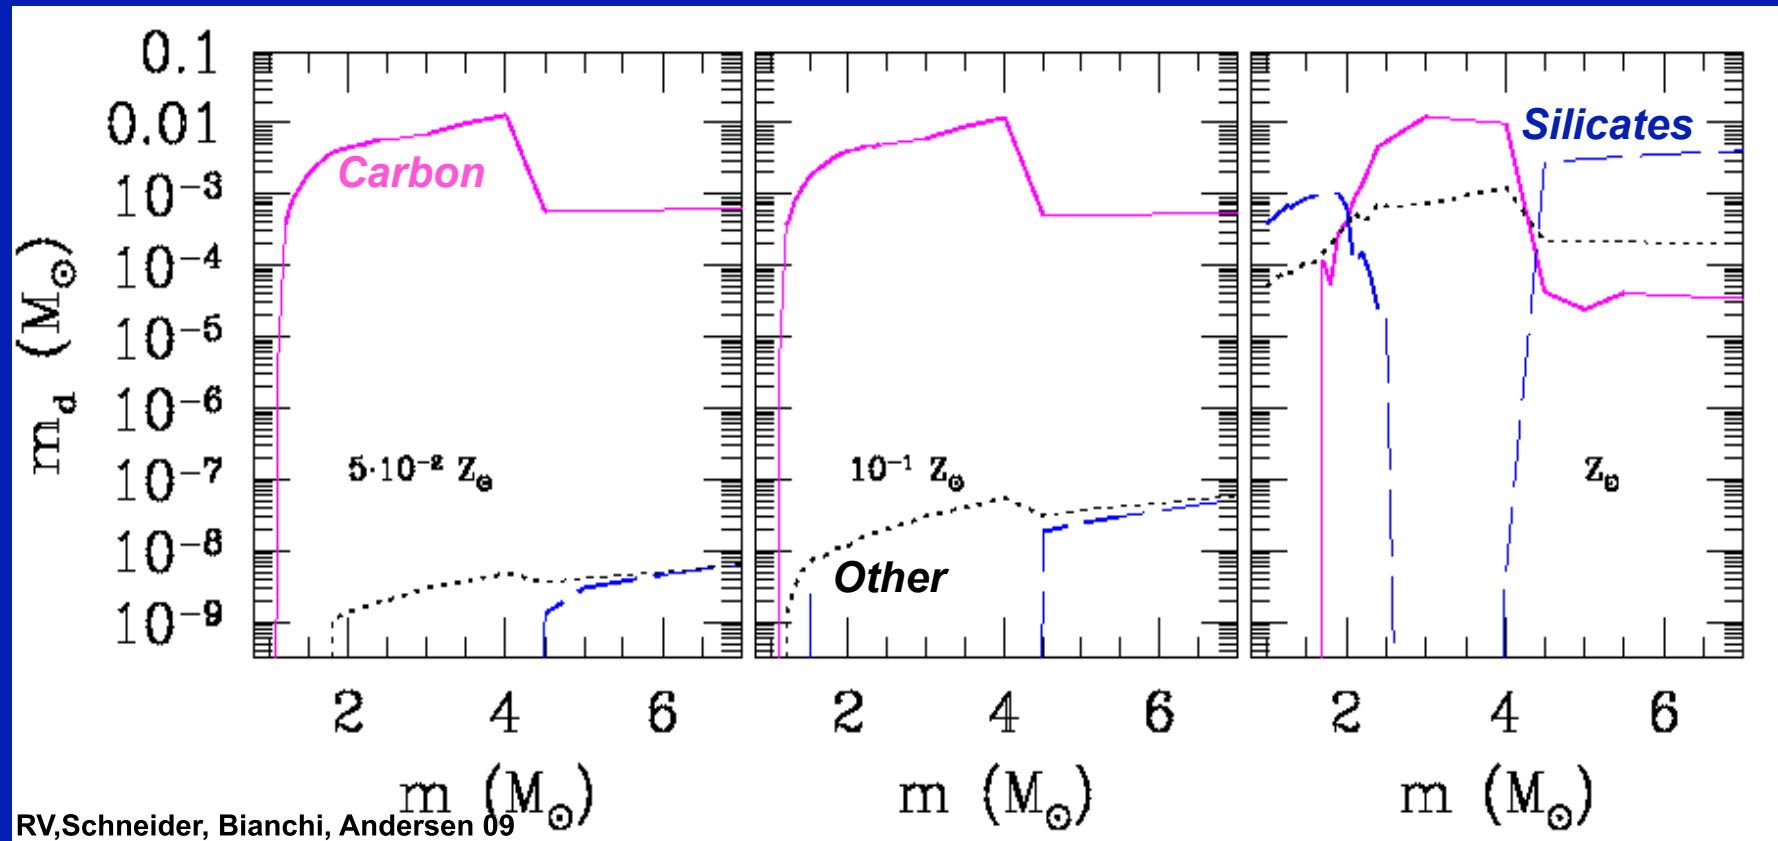 0.1
0.01
10⁻³
10⁻⁴
10⁻⁵
10⁻⁶
10⁻⁷
10⁻⁸
10⁻⁹
m_d (M_⊙)
Carbon
5·10⁻² Z_⊙
10⁻¹ Z_⊙
Other
Silicates
Z_⊙
2 4 6
2 4 6
2 4 6
m (M_⊙)
m (M_⊙)
m (M_⊙)
RV,Schneider, Bianchi, Andersen 09